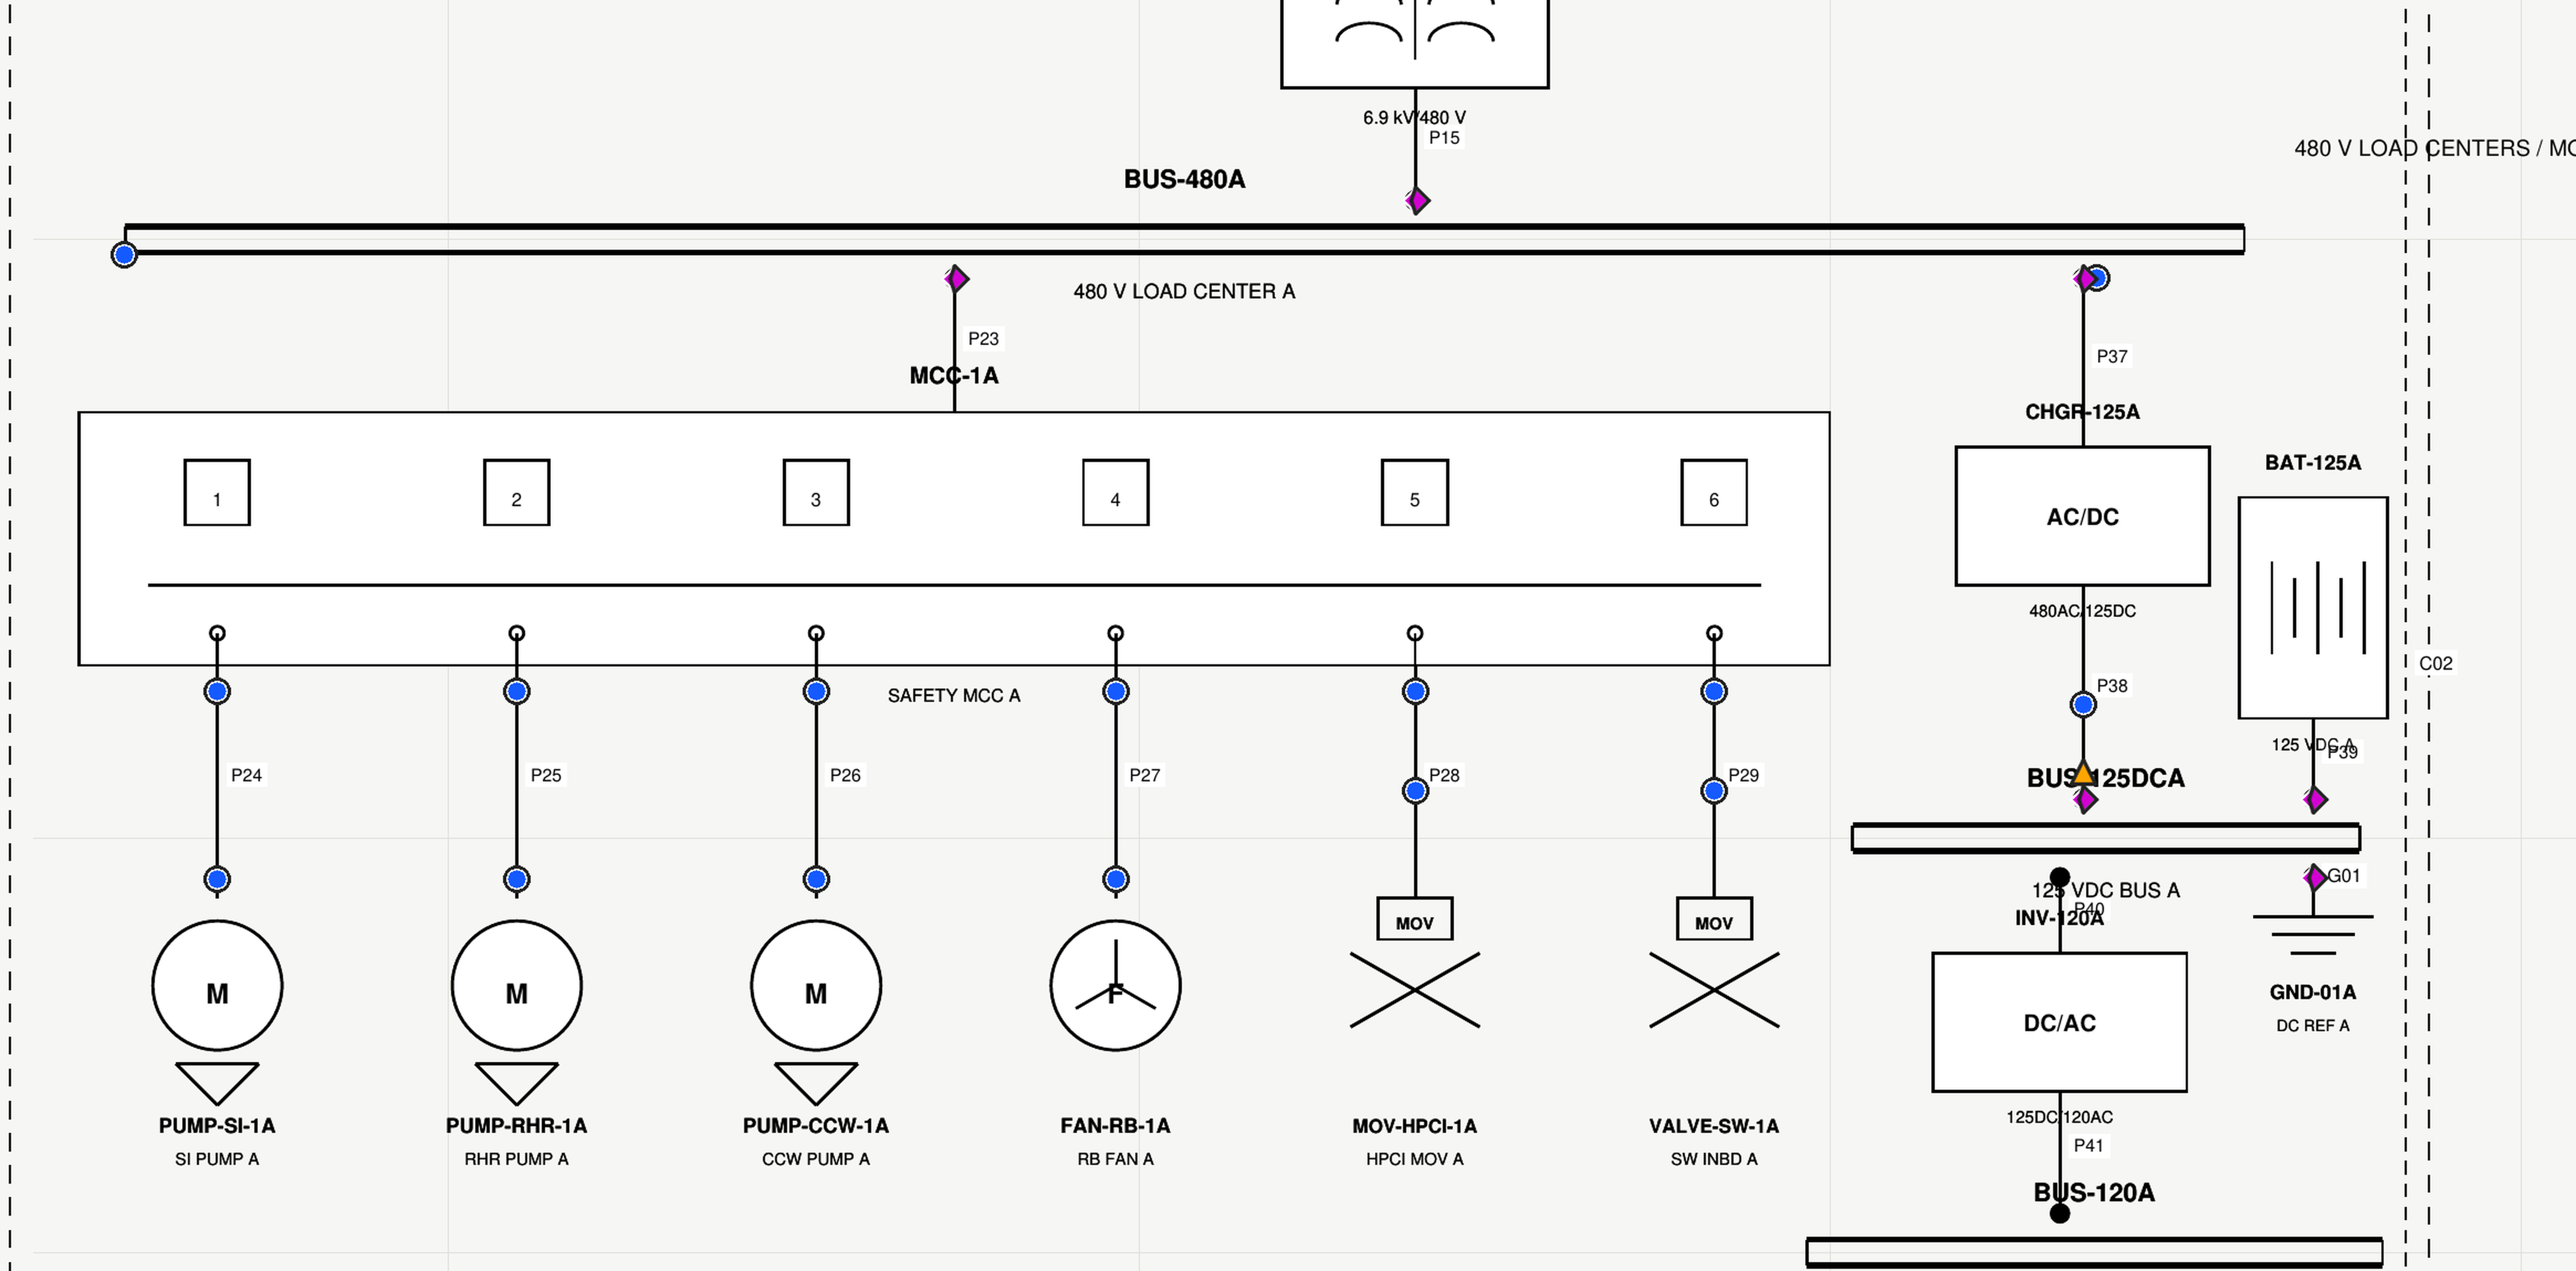 6.9 kV/480 V
P15
480 V LOAD CENTERS / MC
BUS-480A
480 V LOAD CENTER A
P23
P37
MCC-1A
CHGR-125A
BAT-125A
1
2
3
4
5
6
AC/DC
480AC/125DC
C02
P38
SAFETY MCC A
125 VDC A
P39
P24
P25
P26
P27
P28
P29
BUS-125DCA
G01
125 VDC BUS A
P40
INV-120A
MOV
MOV
M
M
M
F
GND-01A
DC REF A
DC/AC
125DC/120AC
PUMP-SI-1A
PUMP-RHR-1A
PUMP-CCW-1A
FAN-RB-1A
MOV-HPCI-1A
VALVE-SW-1A
SI PUMP A
RHR PUMP A
CCW PUMP A
RB FAN A
HPCI MOV A
SW INBD A
P41
BUS-120A